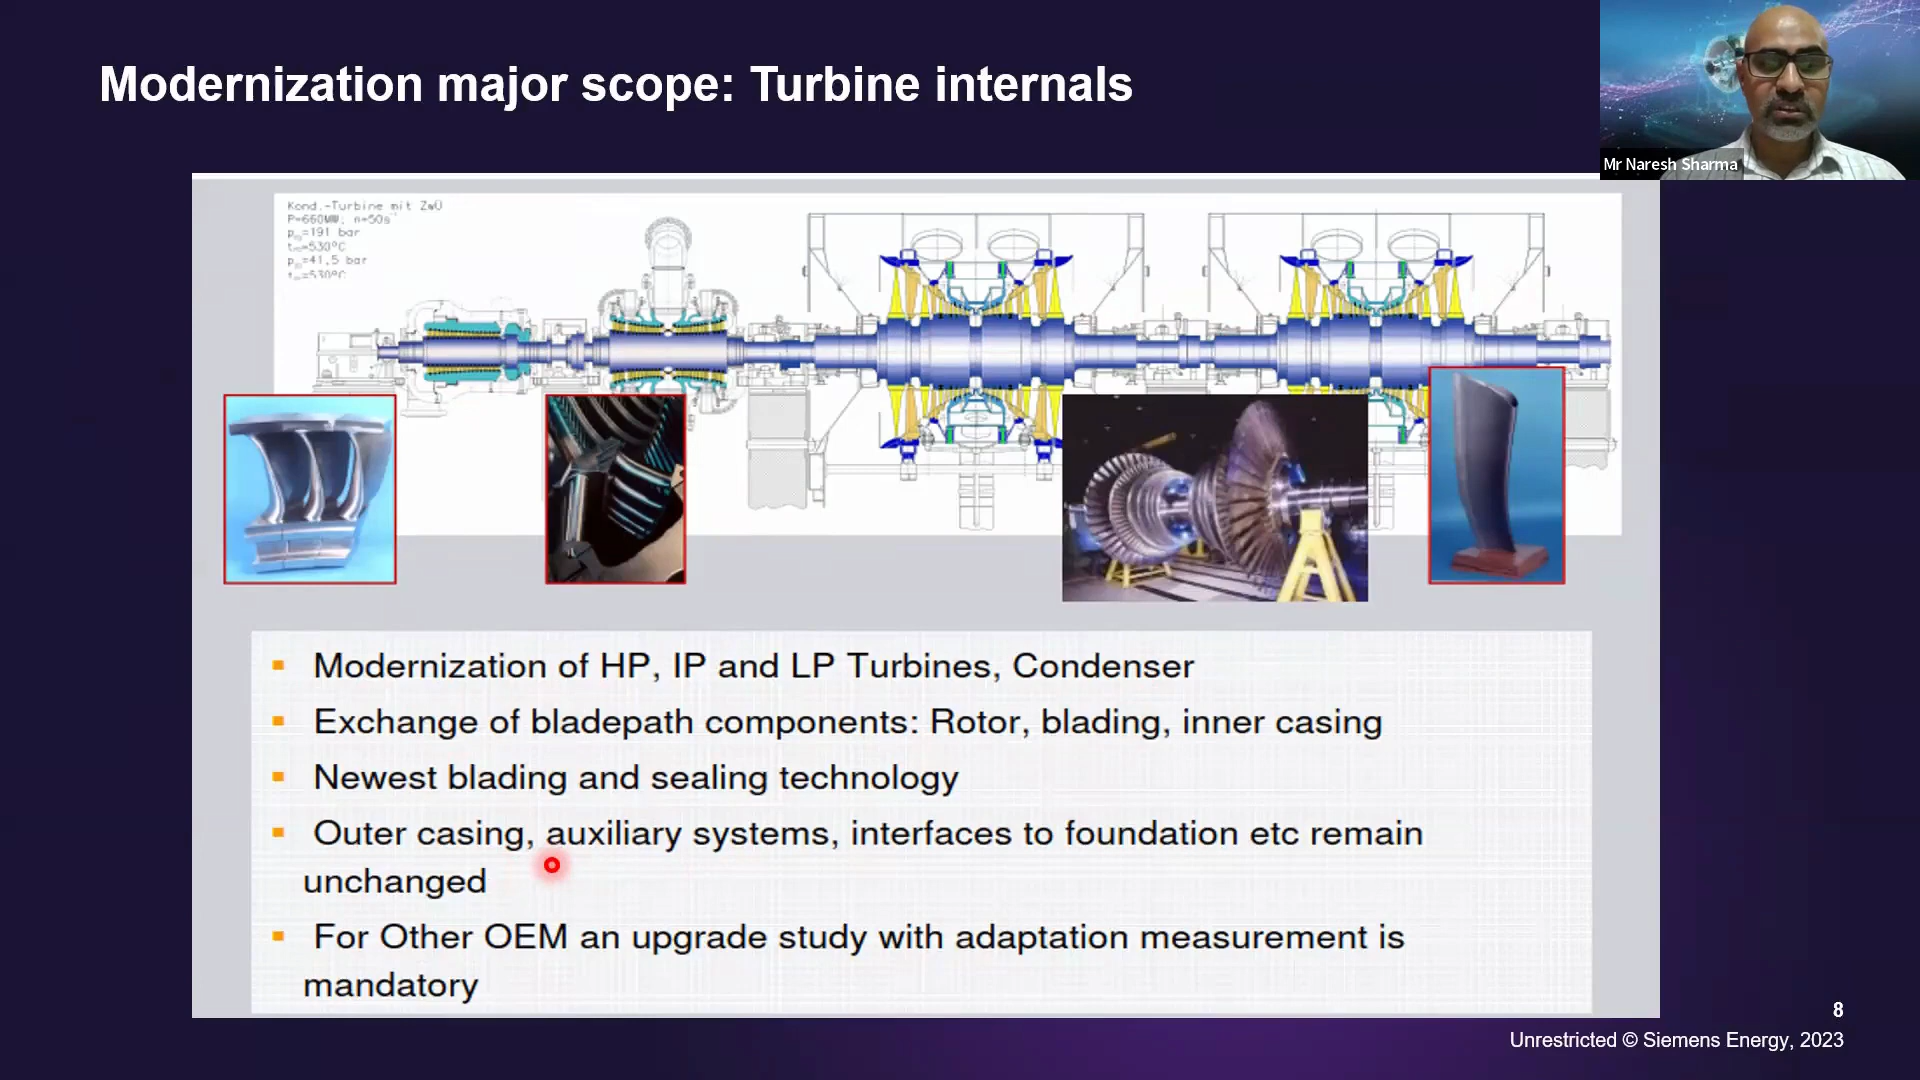 Modernization major scope: Turbine internals
Mr Naresh Sharma
Kond.-Turbine mit ZwÜ
P=660MW, n=50s⁻¹
=191 bar
=530°C
=41,5 bar
=530°C
▪ Modernization of HP, IP and LP Turbines, Condenser
▪ Exchange of bladepath components: Rotor, blading, inner casing
▪ Newest blading and sealing technology
▪ Outer casing, auxiliary systems, interfaces to foundation etc remain
unchanged
▪ For Other OEM an upgrade study with adaptation measurement is
mandatory
8
Unrestricted © Siemens Energy, 2023